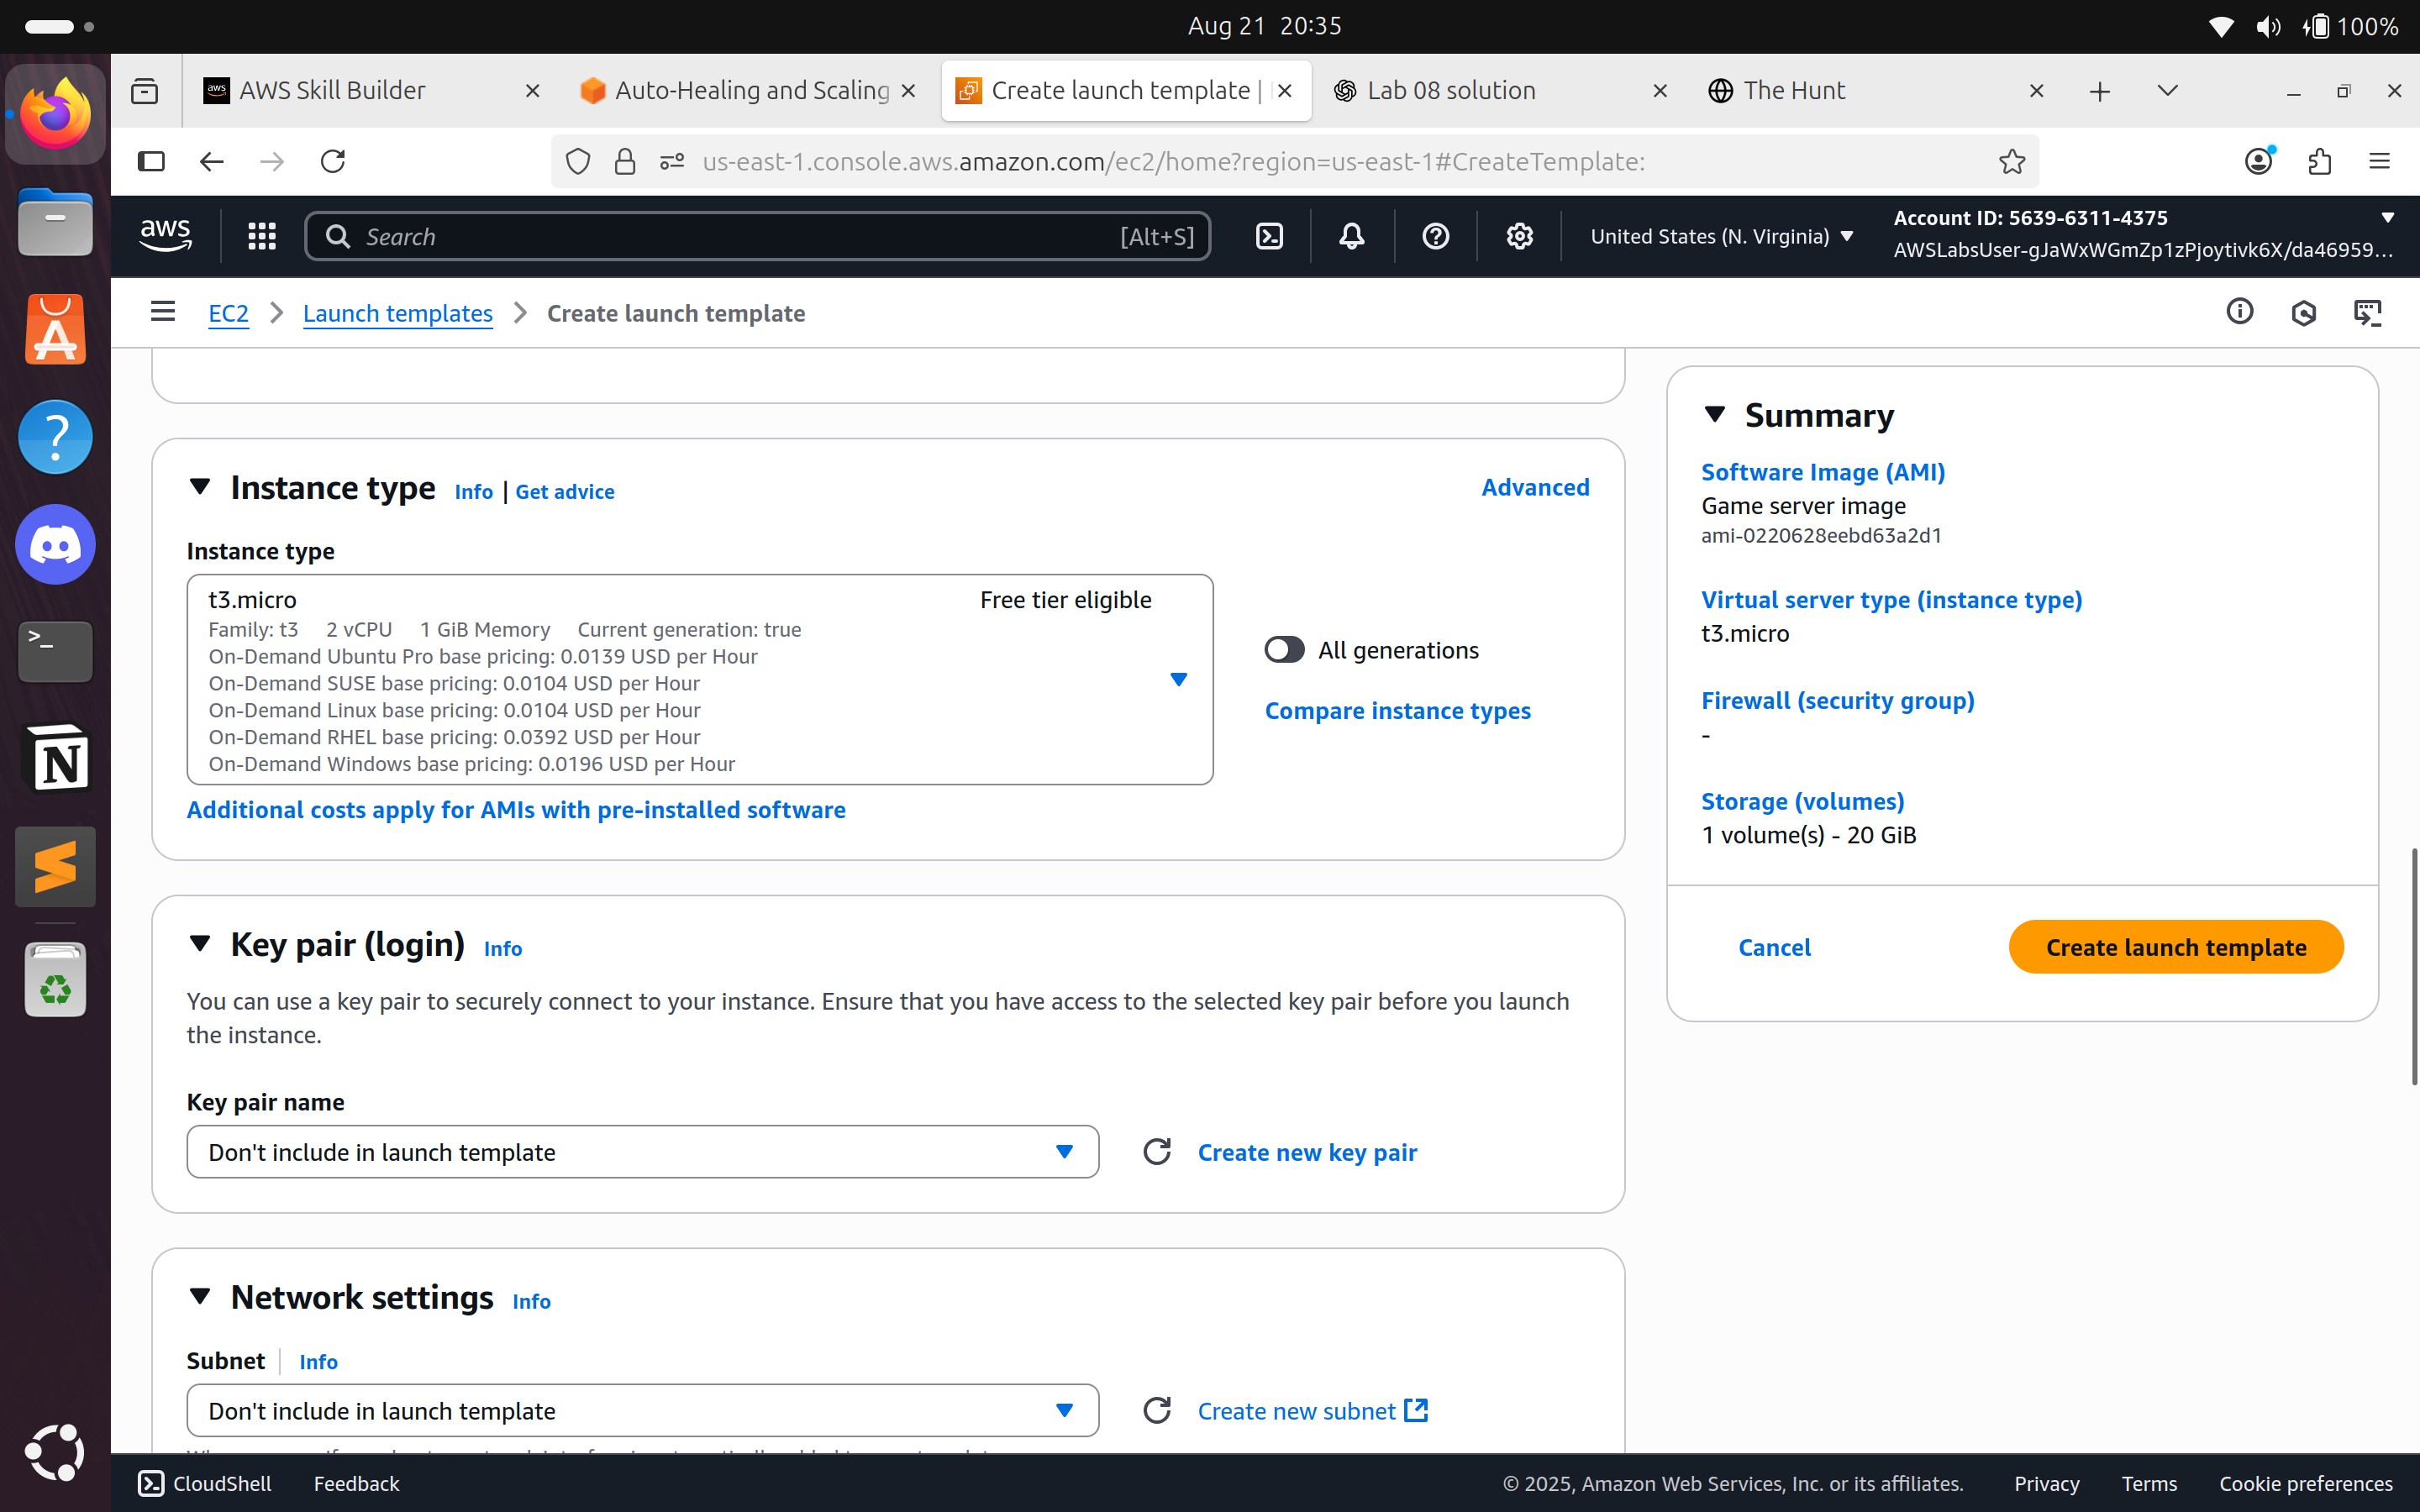 Aug 21 20:35
100%
AWS Skill Builder
Auto-Healing and Scaling
Create launch template |
Lab 08 solution
The Hunt
us-east-1.console.aws.amazon.com/ec2/home?region=us-east-1#CreateTemplate:
aws
Search
[Alt+S]
United States (N. Virginia)
Account ID: 5639-6311-4375
AWSLabsUser-gJaWxWGmZp1zPjoytivk6X/da46959...
EC2
Launch templates
Create launch template
Instance type
Info | Get advice
Advanced
Instance type
t3.micro
Free tier eligible
Family: t3 2 vCPU 1 GiB Memory Current generation: true
On-Demand Ubuntu Pro base pricing: 0.0139 USD per Hour
On-Demand SUSE base pricing: 0.0104 USD per Hour
On-Demand Linux base pricing: 0.0104 USD per Hour
On-Demand RHEL base pricing: 0.0392 USD per Hour
On-Demand Windows base pricing: 0.0196 USD per Hour
All generations
Compare instance types
Additional costs apply for AMIs with pre-installed software
Key pair (login)
Info
You can use a key pair to securely connect to your instance. Ensure that you have access to the selected key pair before you launch
the instance.
Key pair name
Don't include in launch template
Create new key pair
Network settings
Info
Subnet
Info
Don't include in launch template
Create new subnet
Summary
Software Image (AMI)
Game server image
ami-0220628eebd63a2d1
Virtual server type (instance type)
t3.micro
Firewall (security group)
-
Storage (volumes)
1 volume(s) - 20 GiB
Cancel
Create launch template
CloudShell
Feedback
© 2025, Amazon Web Services, Inc. or its affiliates.
Privacy
Terms
Cookie preferences